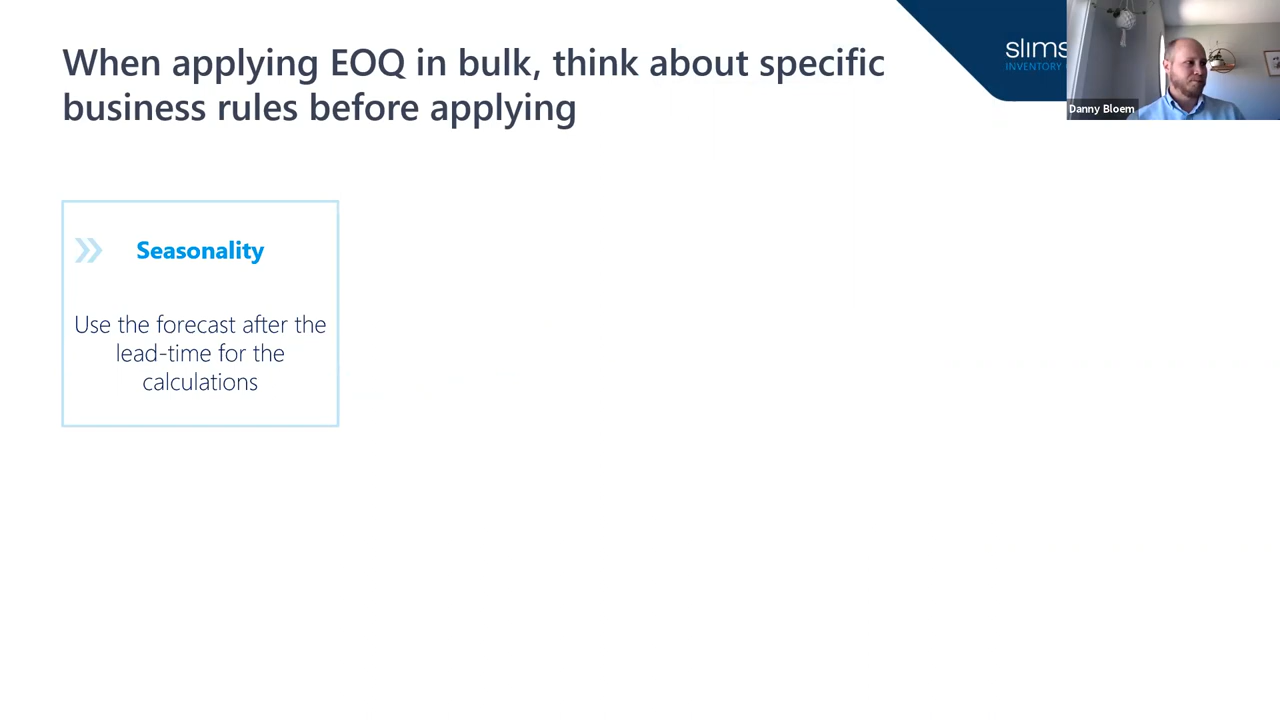 When applying EOQ in bulk, think about specific
business rules before applying
slims
INVENTORY
Danny Bloem
Seasonality
Use the forecast after the
lead-time for the
calculations